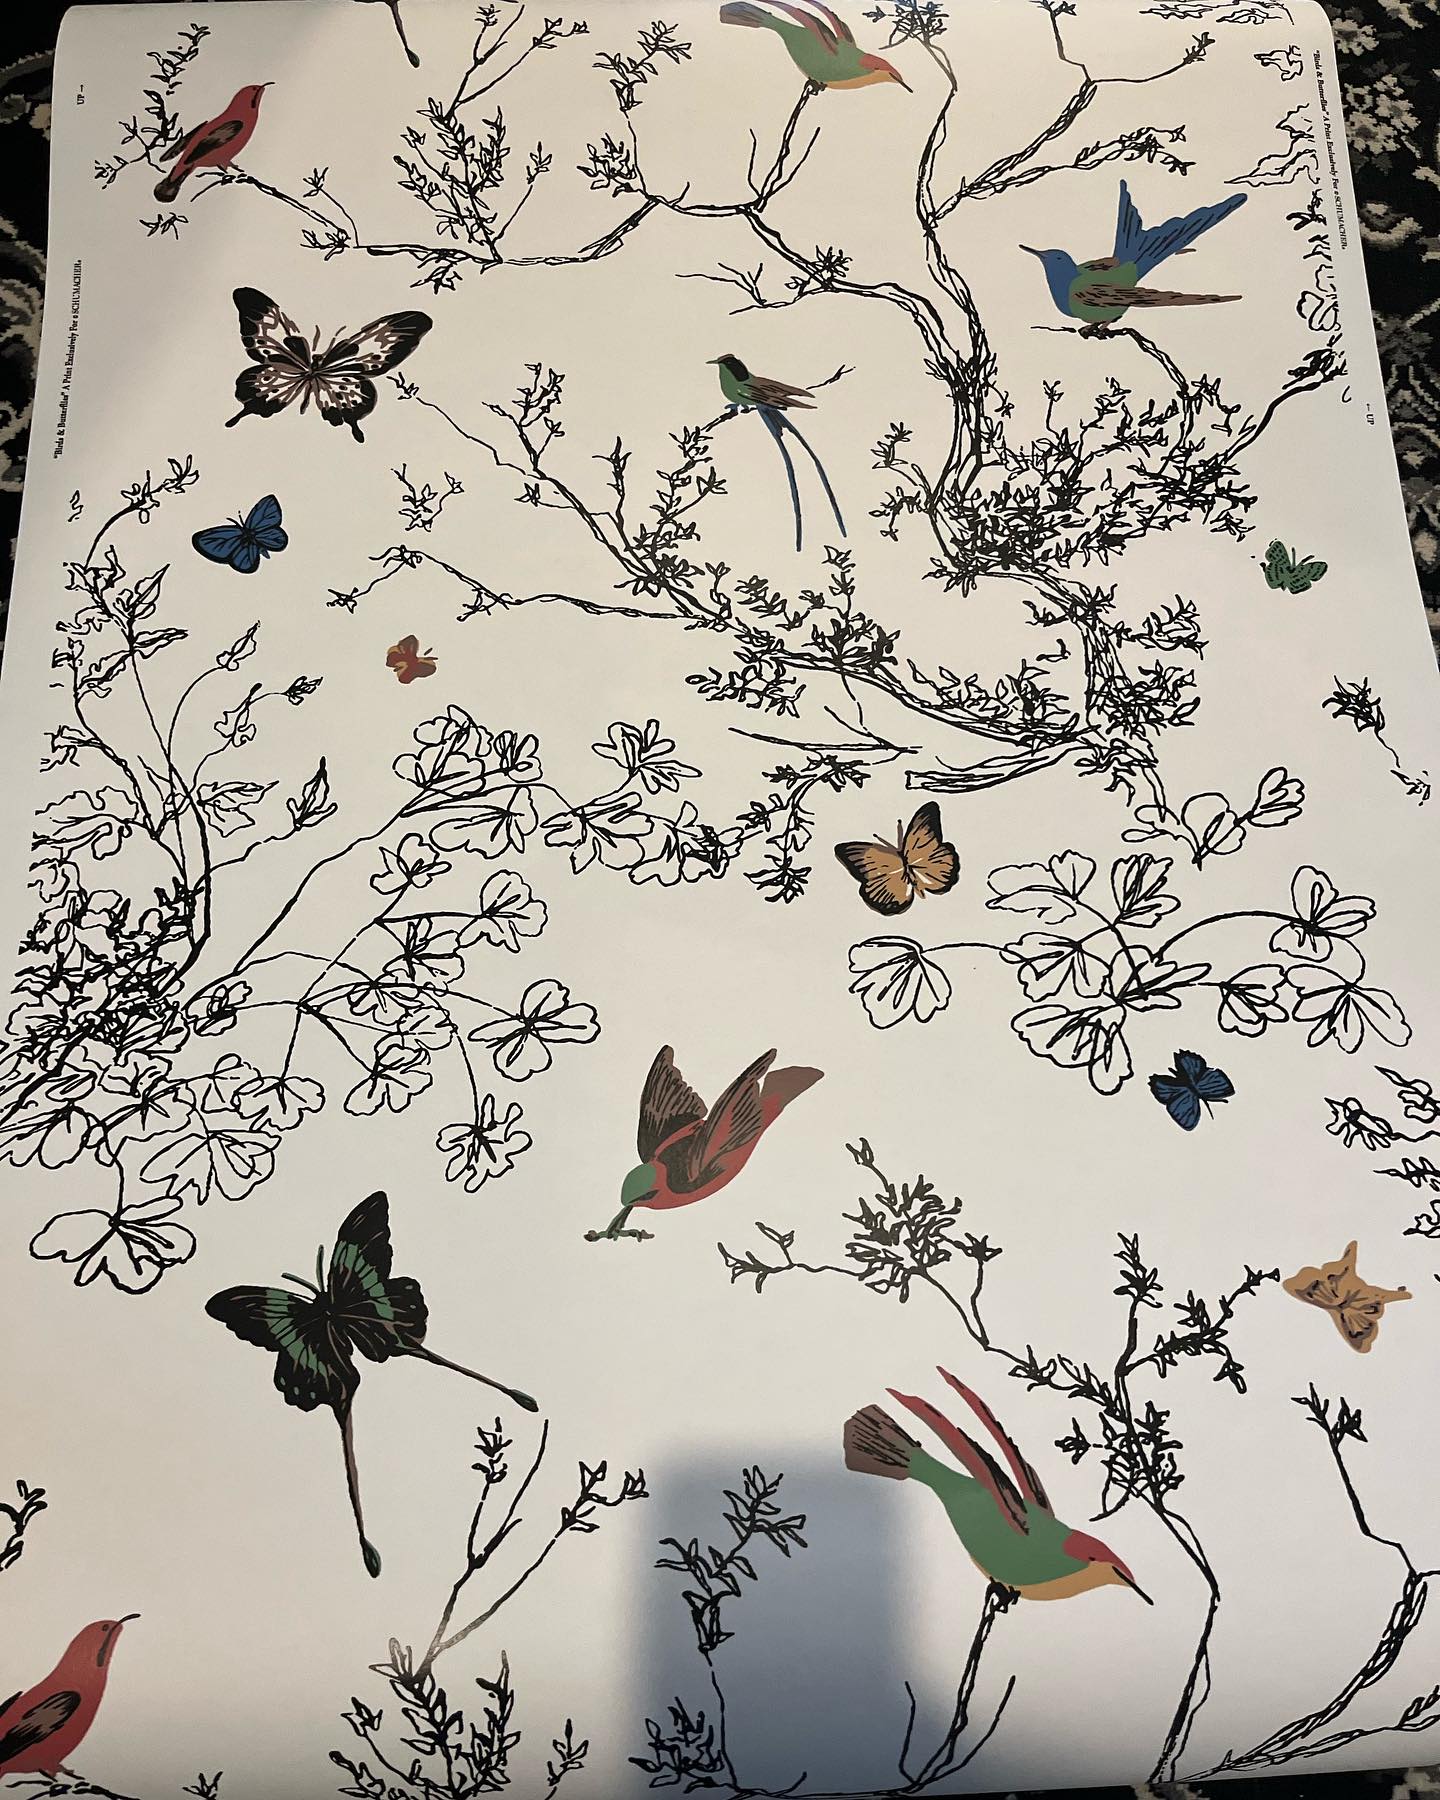 UP →
"Birds & Butterflies" A Print Exclusively For SCHUMACHER®
"Birds & Butterflies" A Print Exclusively For SCHUMACHER®
← UP